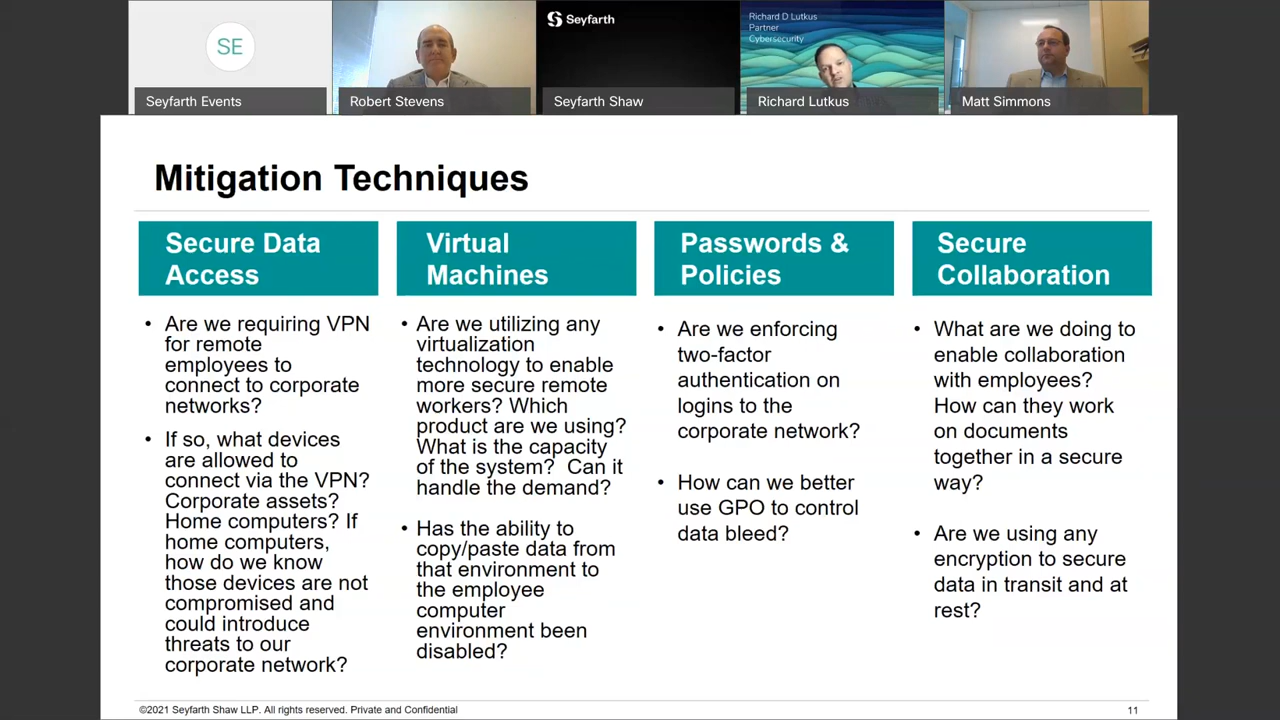 SE
Seyfarth Events
Robert Stevens
Seyfarth
Seyfarth Shaw
Richard D Lutkus
Partner
Cybersecurity
Richard Lutkus
Matt Simmons
Mitigation Techniques
Secure Data
Access
• Are we requiring VPN
for remote
employees to
connect to corporate
networks?
• If so, what devices
are allowed to
connect via the VPN?
Corporate assets?
Home computers? If
home computers,
how do we know
those devices are not
compromised and
could introduce
threats to our
corporate network?
Virtual
Machines
• Are we utilizing any
virtualization
technology to enable
more secure remote
workers? Which
product are we using?
What is the capacity
of the system? Can it
handle the demand?
• Has the ability to
copy/paste data from
that environment to
the employee
computer
environment been
disabled?
Passwords &
Policies
• Are we enforcing
two-factor
authentication on
logins to the
corporate network?
• How can we better
use GPO to control
data bleed?
Secure
Collaboration
• What are we doing to
enable collaboration
with employees?
How can they work
on documents
together in a secure
way?
• Are we using any
encryption to secure
data in transit and at
rest?
©2021 Seyfarth Shaw LLP. All rights reserved. Private and Confidential
11